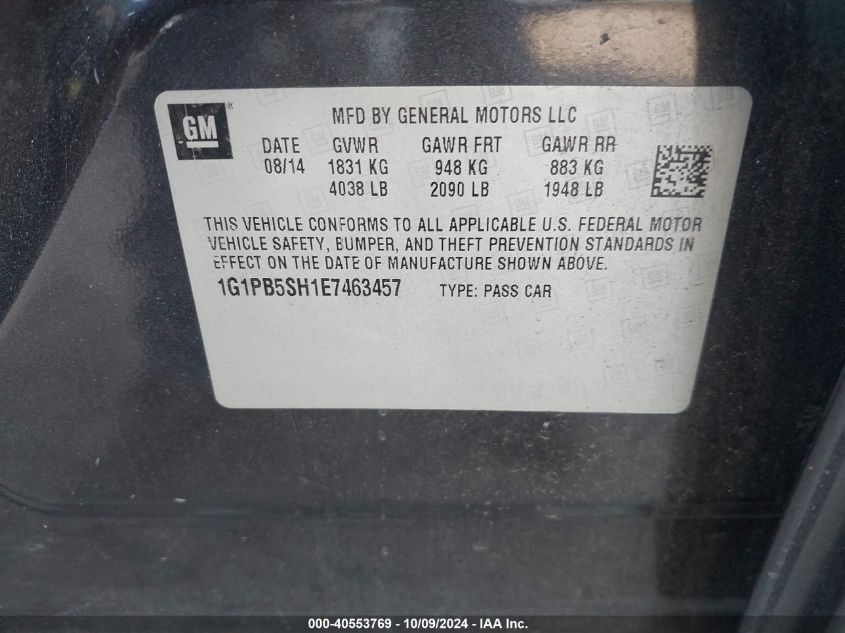 GM ®
MFD BY GENERAL MOTORS LLC
DATE GVWR GAWR FRT GAWR RR
08/14 1831 KG 948 KG 883 KG
4038 LB 2090 LB 1948 LB
THIS VEHICLE CONFORMS TO ALL APPLICABLE U.S. FEDERAL MOTOR
VEHICLE SAFETY, BUMPER, AND THEFT PREVENTION STANDARDS IN
EFFECT ON THE DATE OF MANUFACTURE SHOWN ABOVE.
1G1PB5SH1E7463457 TYPE: PASS CAR
000-40553769 - 10/09/2024 - IAA Inc.